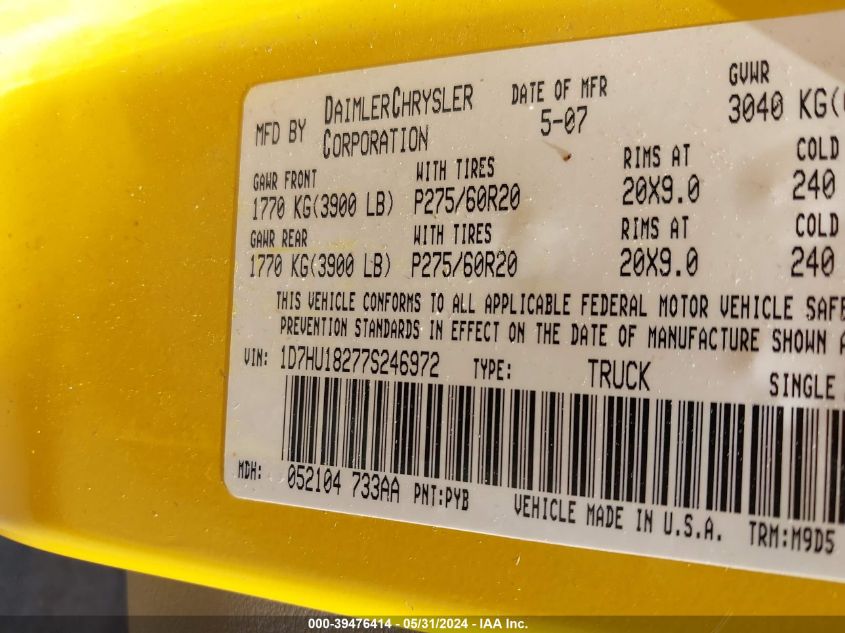 MFD BY DAIMLERCHRYSLER CORPORATION DATE OF MFR 5-07 GVWR 3040 KG(
GAWR FRONT WITH TIRES RIMS AT COLD
1770 KG(3900 LB) P275/60R20 20X9.0 240
GAWR REAR WITH TIRES RIMS AT COLD
1770 KG(3900 LB) P275/60R20 20X9.0 240
THIS VEHICLE CONFORMS TO ALL APPLICABLE FEDERAL MOTOR VEHICLE SAFE
PREVENTION STANDARDS IN EFFECT ON THE DATE OF MANUFACTURE SHOWN A
VIN: 1D7HU18277S246972 TYPE: TRUCK SINGLE
MDH: 052104 733AA PNT:PYB VEHICLE MADE IN U.S.A. TRM:M9D5
000-39476414 - 05/31/2024 - IAA Inc.